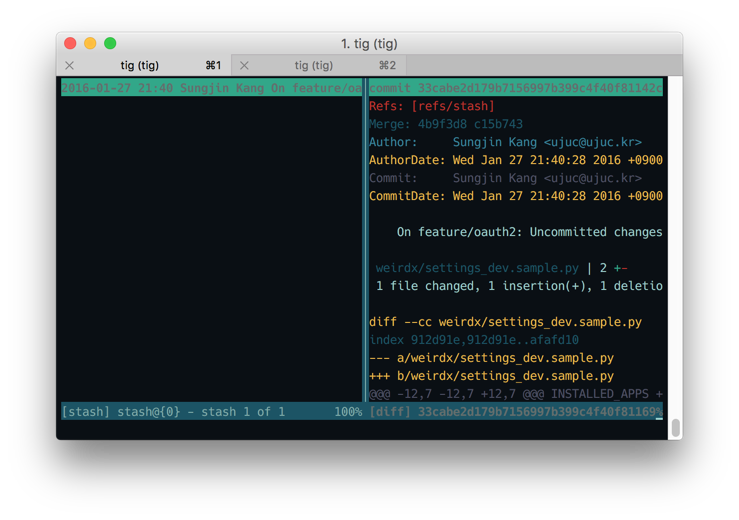 1. tig (tig)
tig (tig) ⌘1 tig (tig) ⌘2
2016-01-27 21:40 Sungjin Kang On feature/oa
[stash] stash@{0} - stash 1 of 1 100%
commit 33cabe2d179b7156997b399c4f40f81142c
Refs: [refs/stash]
Merge: 4b9f3d8 c15b743
Author: Sungjin Kang <ujuc@ujuc.kr>
AuthorDate: Wed Jan 27 21:40:28 2016 +0900
Commit: Sungjin Kang <ujuc@ujuc.kr>
CommitDate: Wed Jan 27 21:40:28 2016 +0900
On feature/oauth2: Uncommitted changes
weirdx/settings_dev.sample.py | 2 +-
1 file changed, 1 insertion(+), 1 deletio
diff --cc weirdx/settings_dev.sample.py
index 912d91e,912d91e..afafd10
--- a/weirdx/settings_dev.sample.py
+++ b/weirdx/settings_dev.sample.py
@@@ -12,7 -12,7 +12,7 @@@ INSTALLED_APPS +
[diff] 33cabe2d179b7156997b399c4f40f81169%